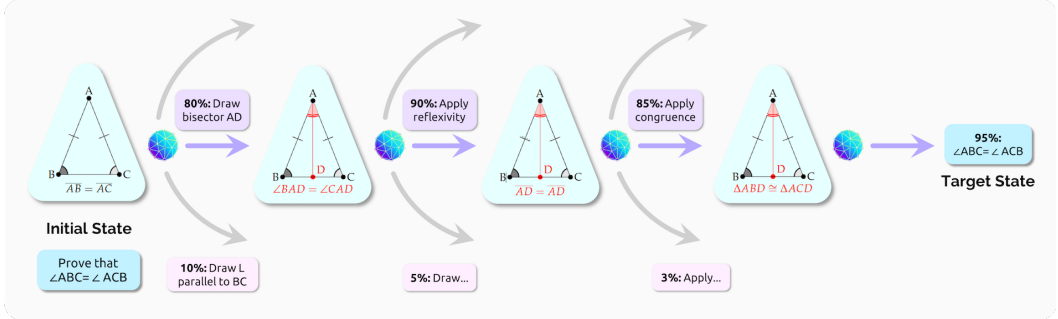 A
B
C
AB = AC
Initial State
Prove that
∠ABC= ∠ ACB
80%: Draw
bisector AD
10%: Draw L
parallel to BC
A
B
D
C
∠BAD = ∠CAD
90%: Apply
reflexivity
5%: Draw...
A
B
D
C
AD = AD
85%: Apply
congruence
3%: Apply...
A
B
D
C
ΔABD ≅ ΔACD
95%:
∠ABC= ∠ ACB
Target State